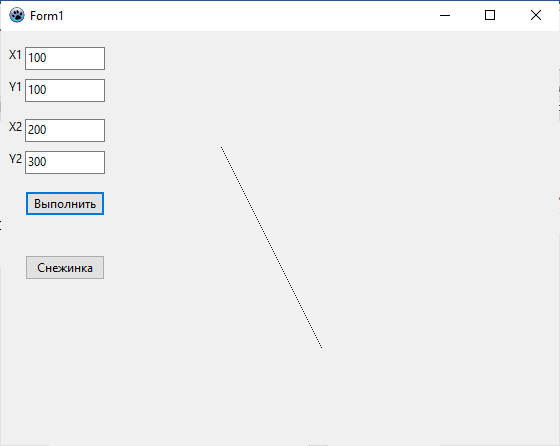 Form1
X1 100
Y1 100
X2 200
Y2 300
Выполнить
Снежинка